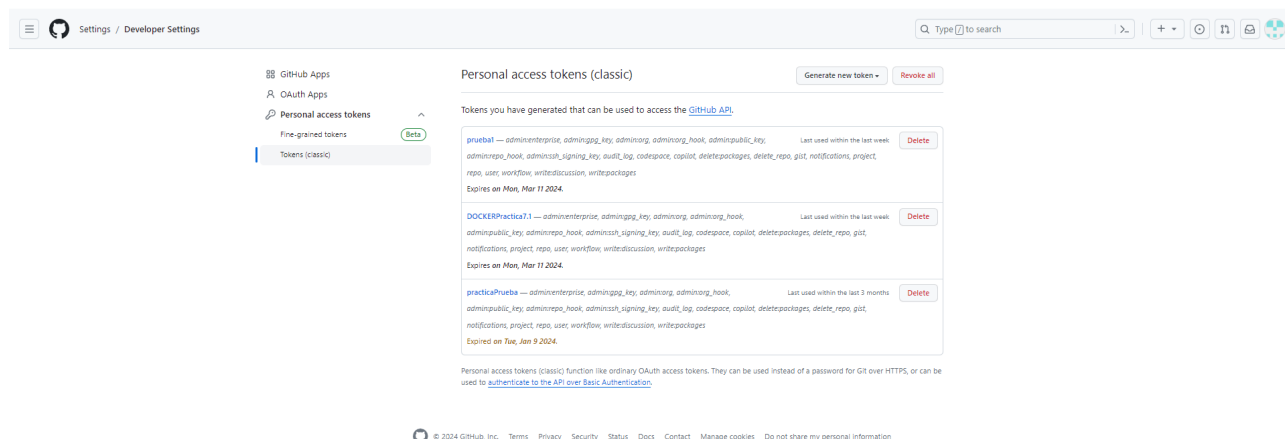 Settings / Developer Settings
Type / to search
GitHub Apps
OAuth Apps
Personal access tokens
Fine-grained tokens
Beta
Tokens (classic)
Personal access tokens (classic)
Generate new token
Revoke all
Tokens you have generated that can be used to access the GitHub API.
prueba1 — admin:enterprise, admin:gpg_key, admin:org, admin:org_hook, admin:public_key,
Last used within the last week
Delete
admin:repo_hook, admin:ssh_signing_key, audit_log, codespace, copilot, delete:packages, delete_repo, gist, notifications, project,
repo, user, workflow, write:discussion, write:packages
Expires on Mon, Mar 11 2024.
DOCKERPractica7.1 — admin:enterprise, admin:gpg_key, admin:org, admin:org_hook,
Last used within the last week
Delete
admin:public_key, admin:repo_hook, admin:ssh_signing_key, audit_log, codespace, copilot, delete:packages, delete_repo, gist,
notifications, project, repo, user, workflow, write:discussion, write:packages
Expires on Mon, Mar 11 2024.
practicaPrueba — admin:enterprise, admin:gpg_key, admin:org, admin:org_hook,
Last used within the last 3 months
Delete
admin:public_key, admin:repo_hook, admin:ssh_signing_key, audit_log, codespace, copilot, delete:packages, delete_repo, gist,
notifications, project, repo, user, workflow, write:discussion, write:packages
Expired on Tue, Jan 9 2024.
Personal access tokens (classic) function like ordinary OAuth access tokens. They can be used instead of a password for Git over HTTPS, or can be
used to authenticate to the API over Basic Authentication.
© 2024 GitHub, Inc. Terms Privacy Security Status Docs Contact Manage cookies Do not share my personal information